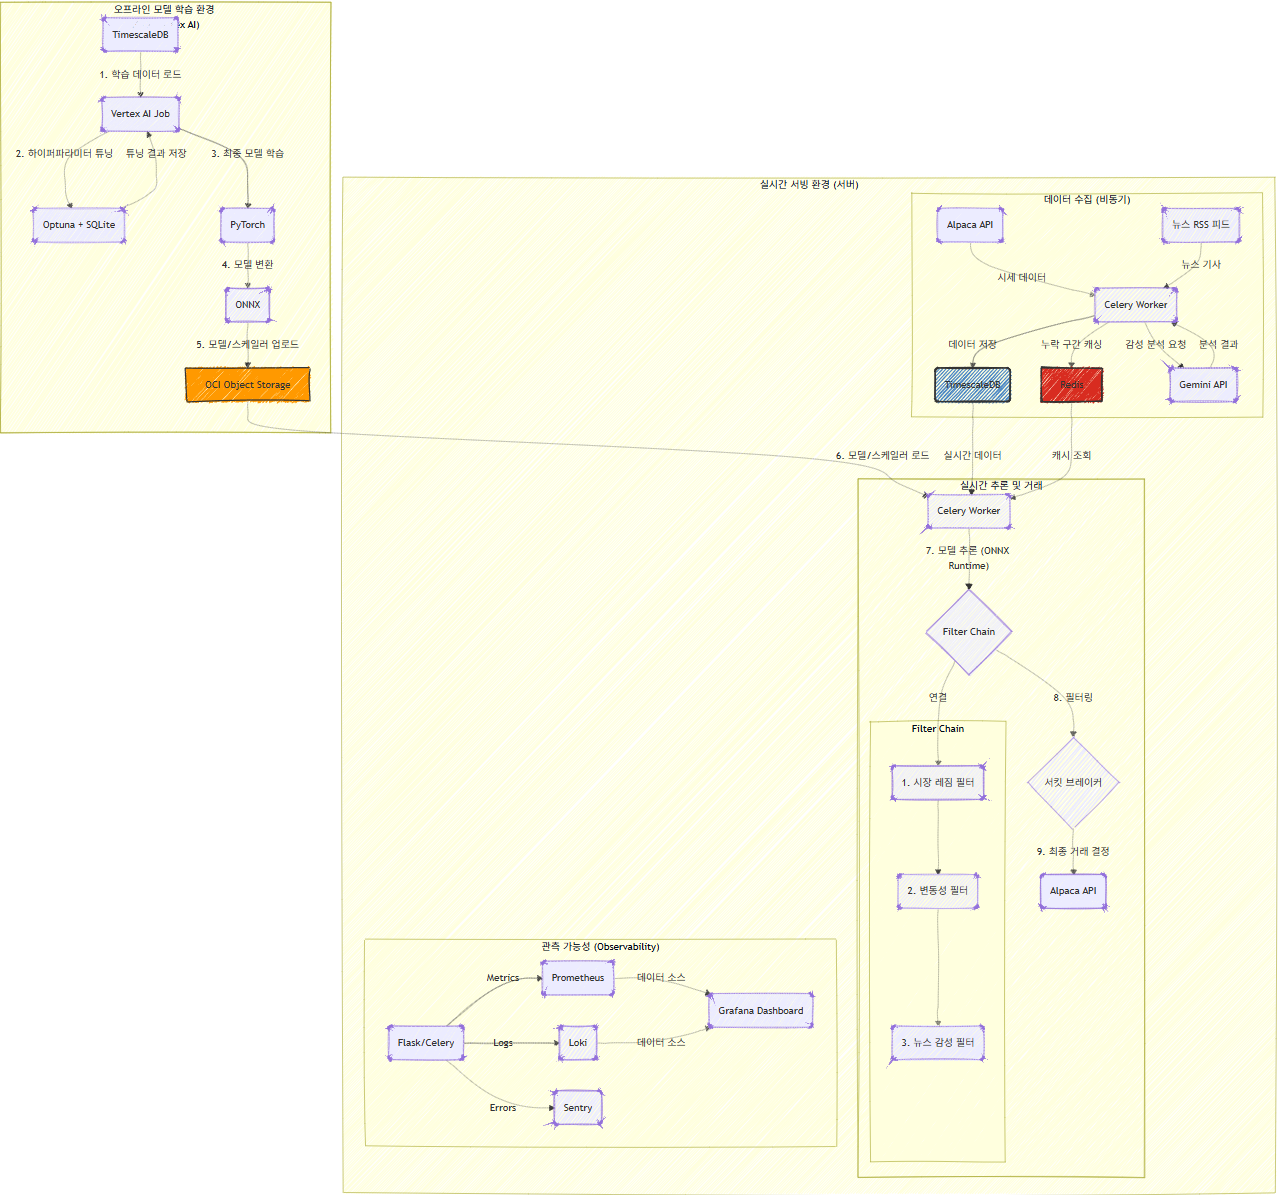 오프라인 모델 학습 환경
x AI)
TimescaleDB
1. 학습 데이터 로드
Vertex AI Job
2. 하이퍼파라미터 튜닝
튜닝 결과 저장
3. 최종 모델 학습
Optuna + SQLite
PyTorch
4. 모델 변환
ONNX
5. 모델/스케일러 업로드
OCI Object Storage
실시간 서빙 환경 (서버)
데이터 수집 (비동기)
Alpaca API
뉴스 RSS 피드
시세 데이터
뉴스 기사
Celery Worker
데이터 저장
누락 구간 캐싱
감성 분석 요청
분석 결과
TimescaleDB
Redis
Gemini API
6. 모델/스케일러 로드
실시간 데이터
캐시 조회
실시간 추론 및 거래
Celery Worker
7. 모델 추론 (ONNX
Runtime)
Filter Chain
연결
8. 필터링
Filter Chain
1. 시장 레짐 필터
서킷 브레이커
9. 최종 거래 결정
2. 변동성 필터
Alpaca API
3. 뉴스 감성 필터
관측 가능성 (Observability)
Metrics
Prometheus
데이터 소스
Grafana Dashboard
Flask/Celery
Logs
Loki
데이터 소스
Errors
Sentry